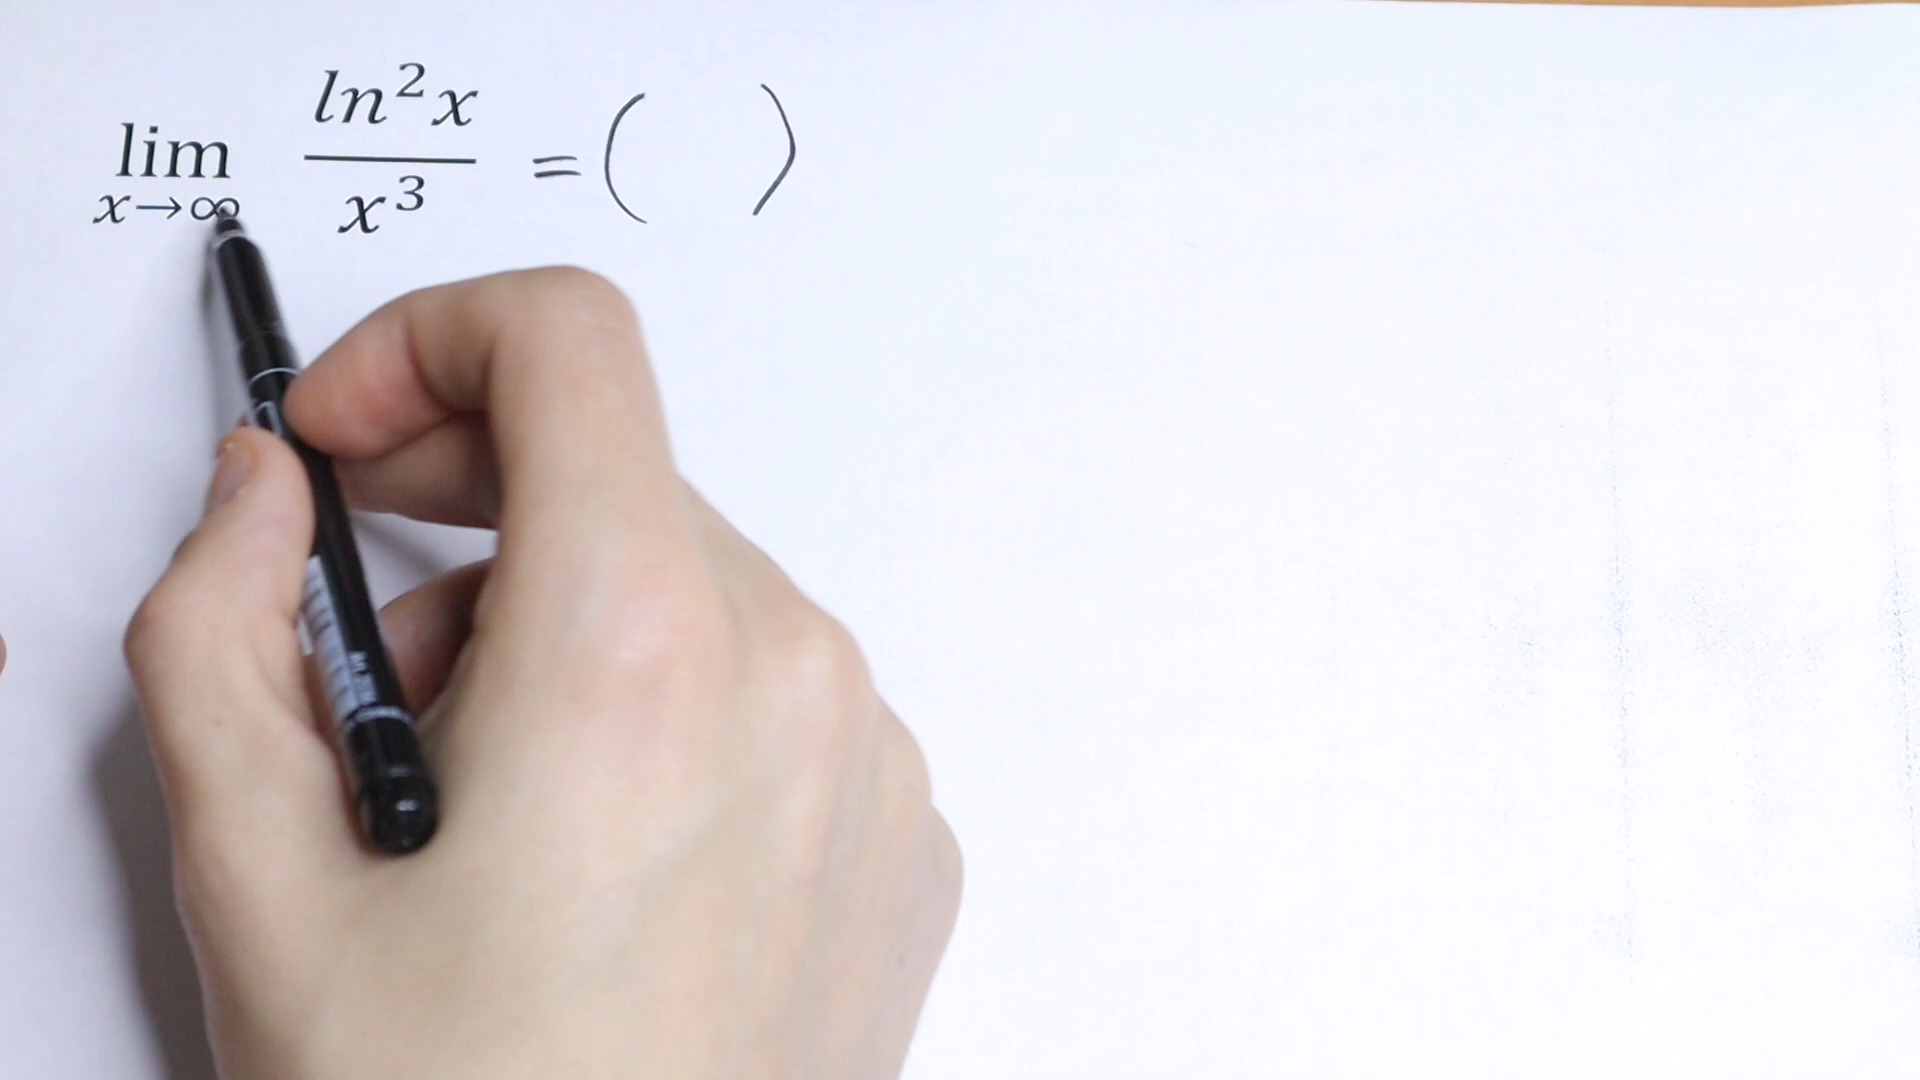 lim x→∞ ln²x / x³ = ( )